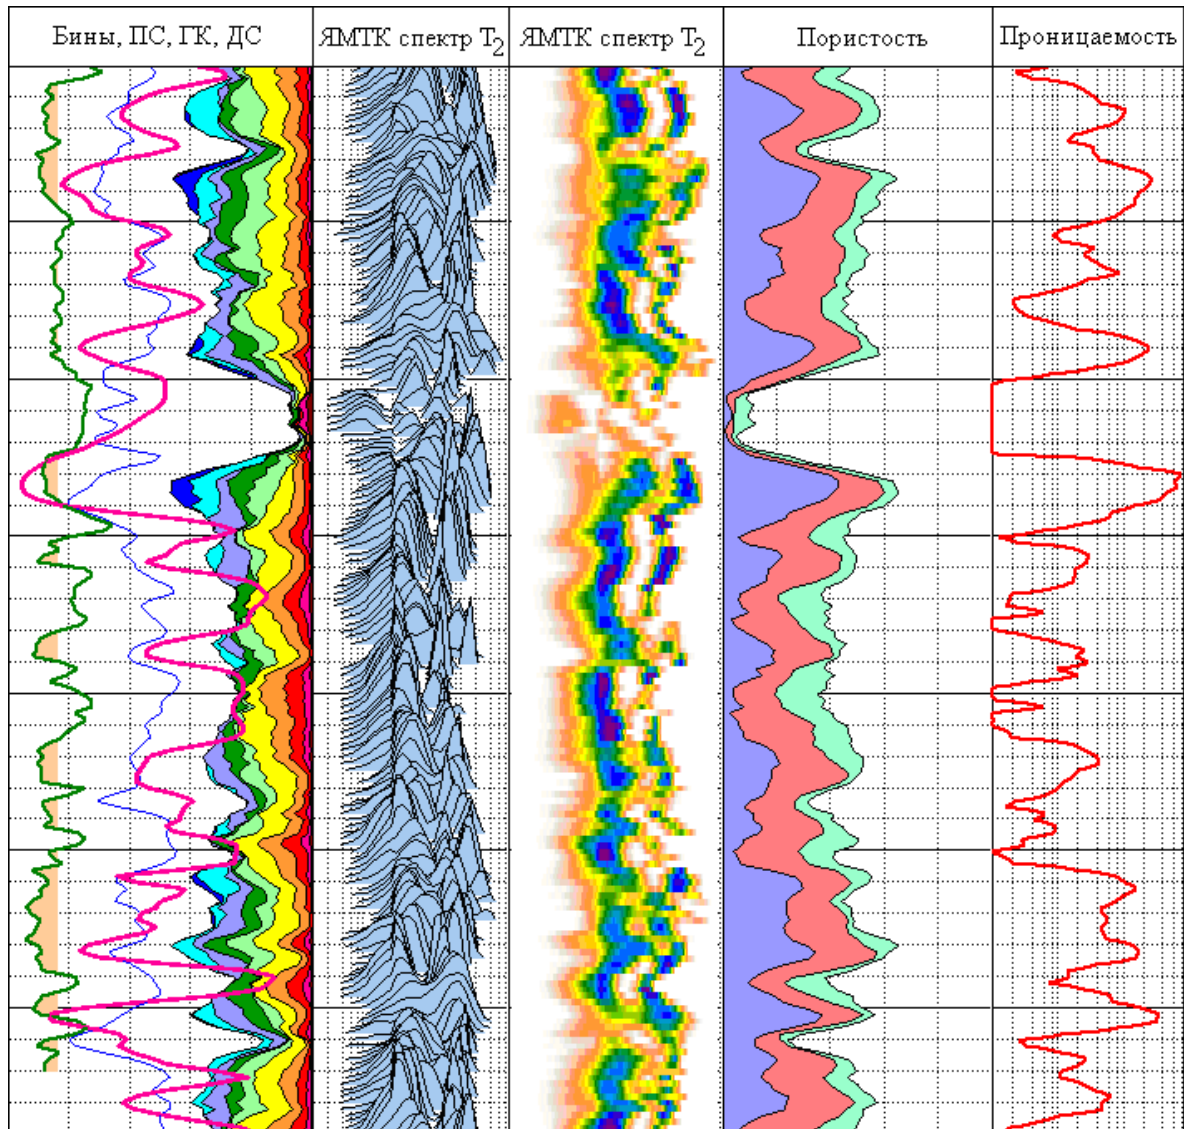 Бины, ПС, ГК, ДС
ЯМТК спектр T2
ЯМТК спектр T2
Пористость
Проницаемость